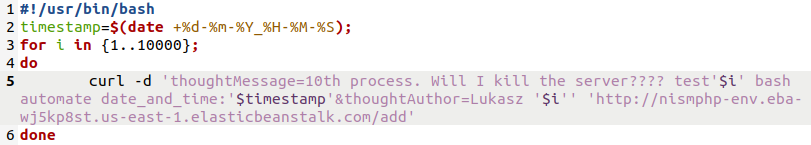 1 #!/usr/bin/bash
2 timestamp=$(date +%d-%m-%Y_%H-%M-%S);
3 for i in {1..10000};
4 do
5 curl -d 'thoughtMessage=10th process. Will I kill the server???? test'$i' bash
automate date_and_time:'$timestamp'&thoughtAuthor=Lukasz '$i'' 'http://nismphp-env.eba-
wj5kp8st.us-east-1.elasticbeanstalk.com/add'
6 done